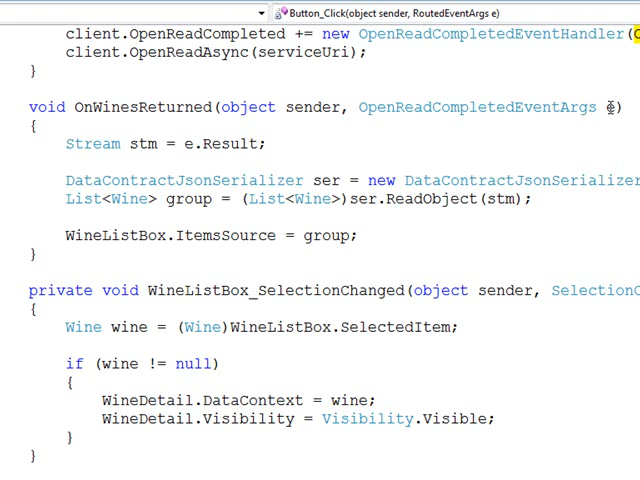 Button_Click(object sender, RoutedEventArgs e)
client.OpenReadCompleted += new OpenReadCompletedEventHandler(
client.OpenReadAsync(serviceUri);
}
void OnWinesReturned(object sender, OpenReadCompletedEventArgs e)
{
Stream stm = e.Result;
DataContractJsonSerializer ser = new DataContractJsonSerializer
List<Wine> group = (List<Wine>)ser.ReadObject(stm);
WineListBox.ItemsSource = group;
}
private void WineListBox_SelectionChanged(object sender, SelectionC
{
Wine wine = (Wine)WineListBox.SelectedItem;
if (wine != null)
{
WineDetail.DataContext = wine;
WineDetail.Visibility = Visibility.Visible;
}
}